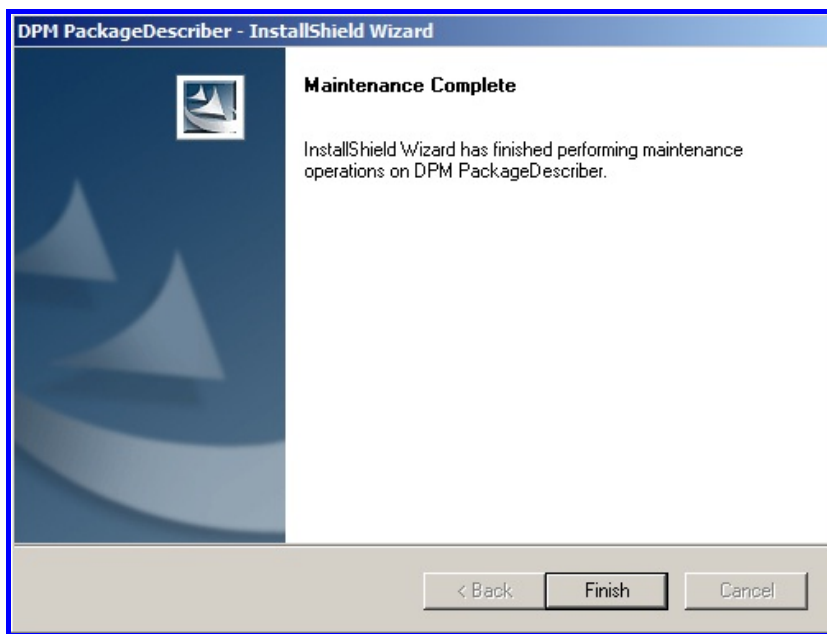 DPM PackageDescriber - InstallShield Wizard
Maintenance Complete
InstallShield Wizard has finished performing maintenance
operations on DPM PackageDescriber.
< Back
Finish
Cancel